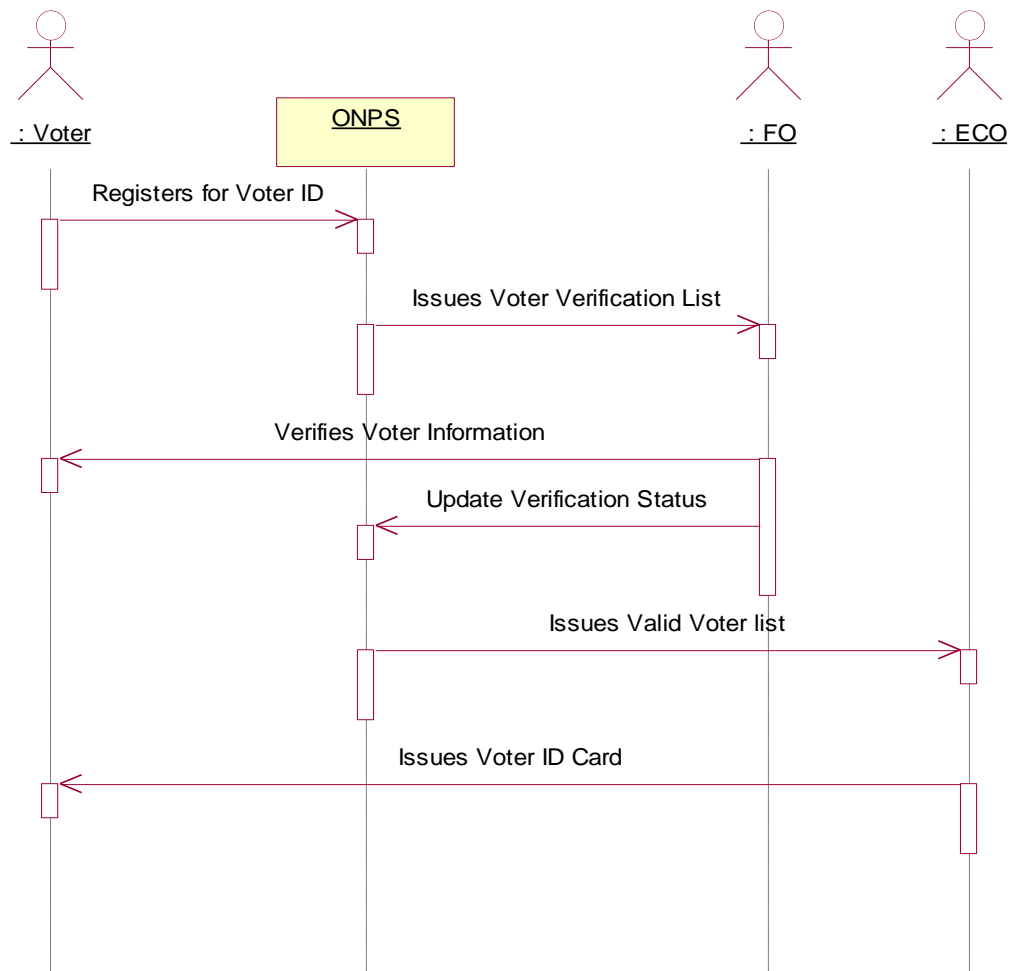 ONPS
: Voter
: FO
: ECO
Registers for Voter ID
Issues Voter Verification List
Verifies Voter Information
Update Verification Status
Issues Valid Voter list
Issues Voter ID Card